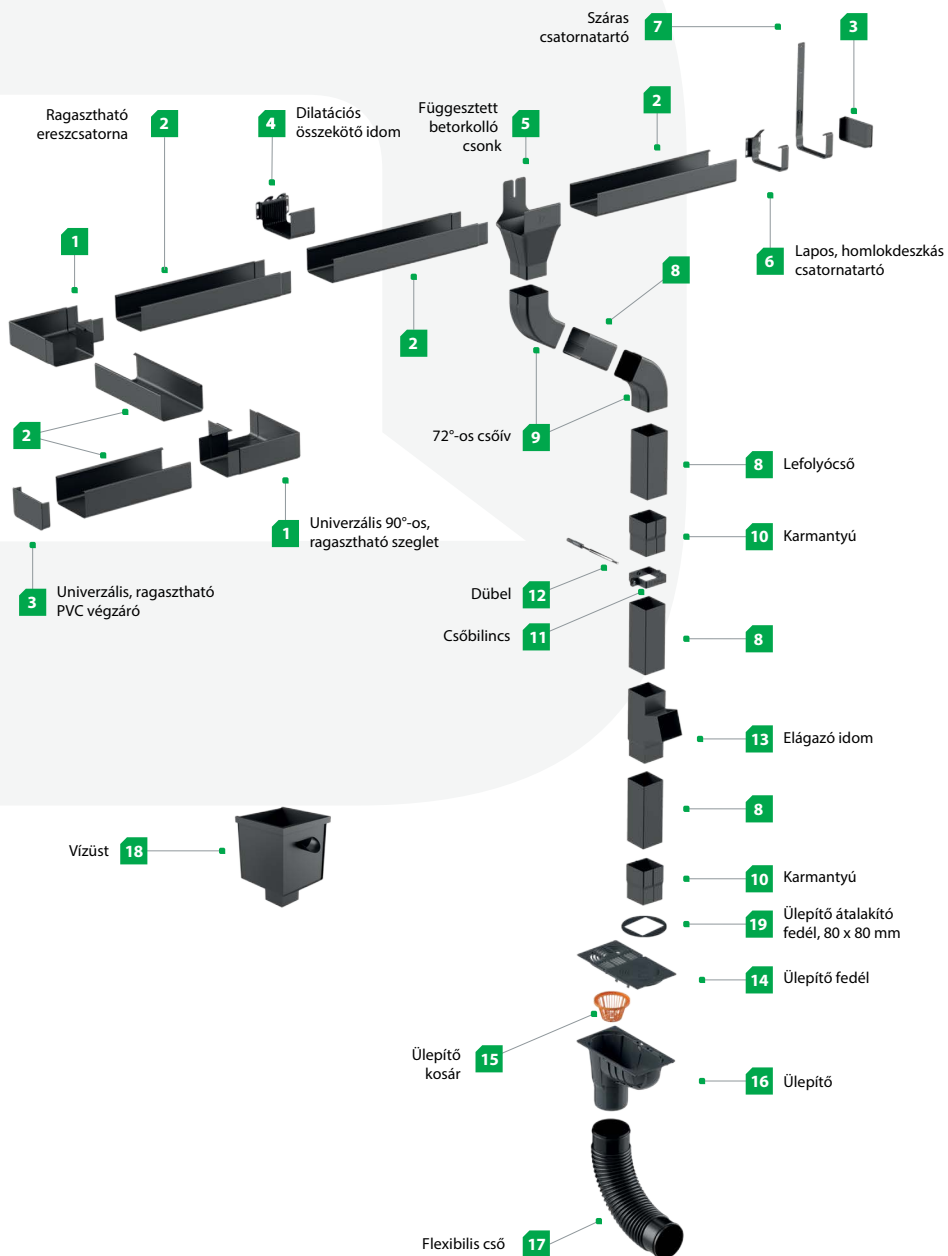 Száras
csatornatartó
7
3
Ragasztható
ereszcsatorna
2
4
Dilatációs
összekötő idom
Függesztett
betorkolló
csonk
5
2
1
6
Lapos, homlokdeszkás
csatornatartó
8
2
2
72°-os csőív
9
8
Lefolyócső
1
Univerzális 90°-os,
ragasztható szeglet
10
Karmantyú
3
Univerzális, ragasztható
PVC végzáró
Dübel
12
Csőbilincs
11
8
13
Elágazó idom
8
Vízüst
18
10
Karmantyú
19
Ülepítő átalakító
fedél, 80 x 80 mm
14
Ülepítő fedél
Ülepítő
kosár
15
16
Ülepítő
Flexibilis cső
17